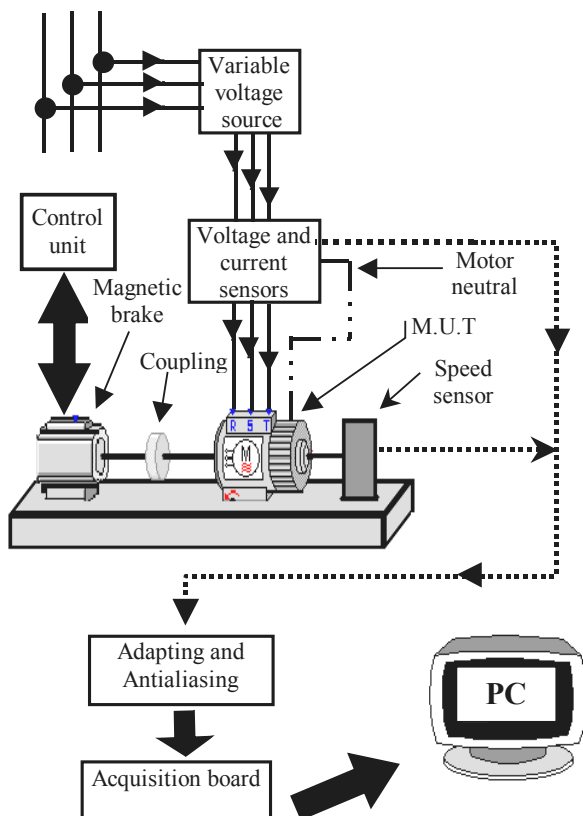 Variable
voltage
source
Control
unit
Voltage and
current
sensors
Motor
neutral
Magnetic
brake
M.U.T
Coupling
Speed
sensor
R S T
M
Adapting and
Antialiasing
PC
Acquisition board